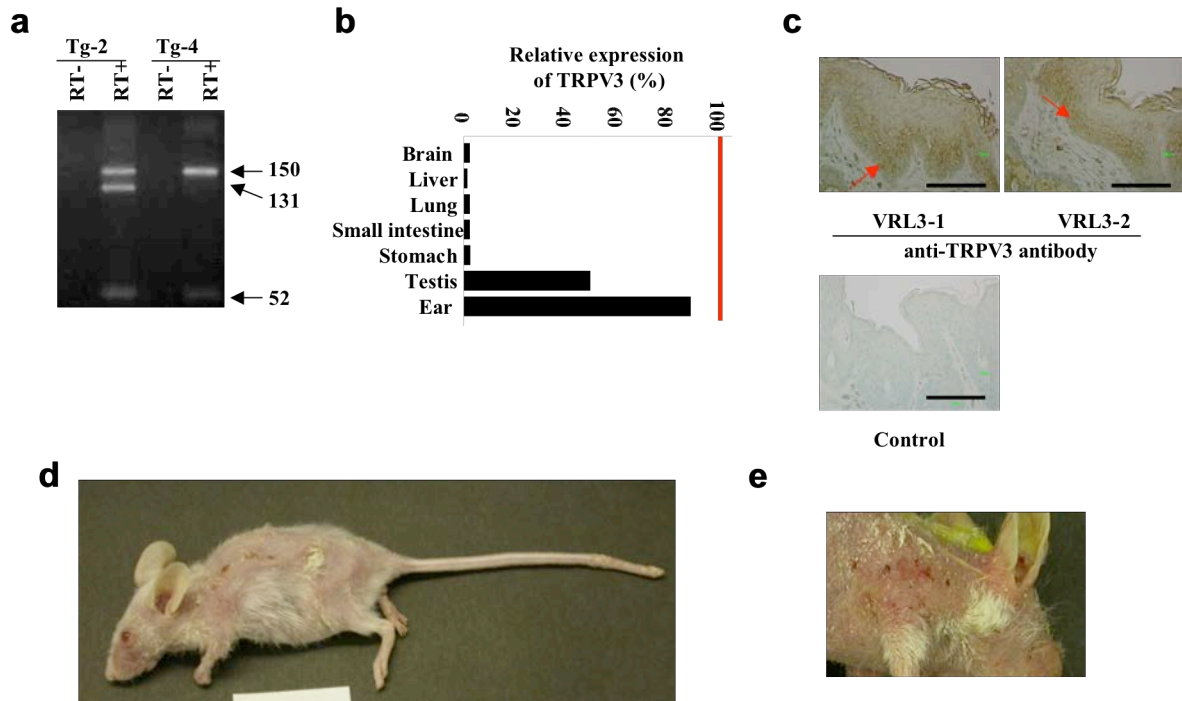 a
Tg-2 Tg-4
RT- RT+ RT- RT+
150
131
52
b
Relative expression
of TRPV3 (%)
0 20 40 60 80 100
Brain
Liver
Lung
Small intestine
Stomach
Testis
Ear
c
VRL3-1 VRL3-2
anti-TRPV3 antibody
Control
d
e